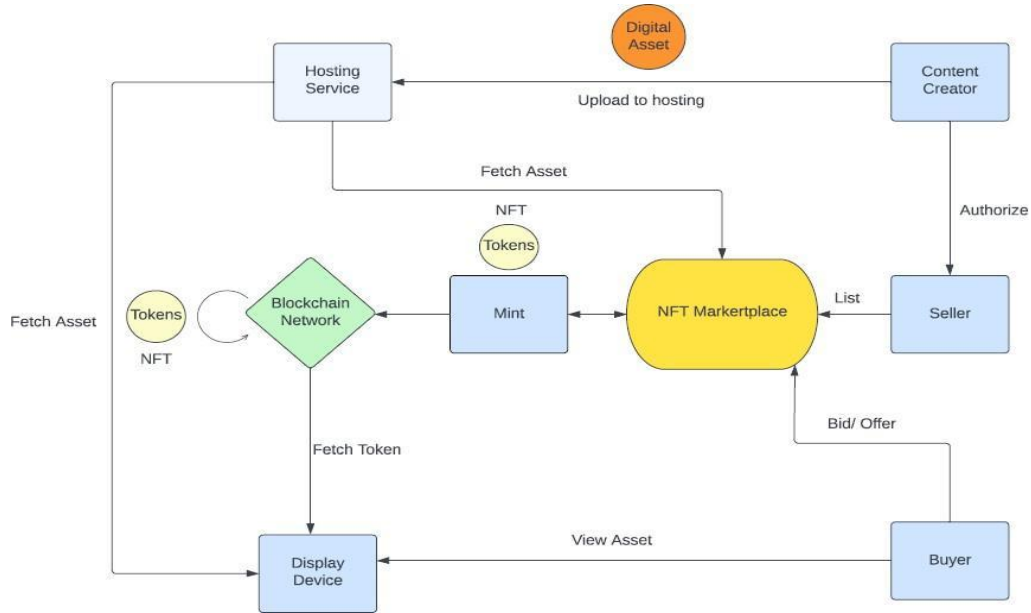 Digital
Asset
Hosting
Service
Content
Creator
Upload to hosting
Fetch Asset
NFT
Authorize
Tokens
Blockchain
Network
Tokens
Mint
NFT Markertplace
List
Seller
Fetch Asset
NFT
Bid/ Offer
Fetch Token
View Asset
Buyer
Display
Device